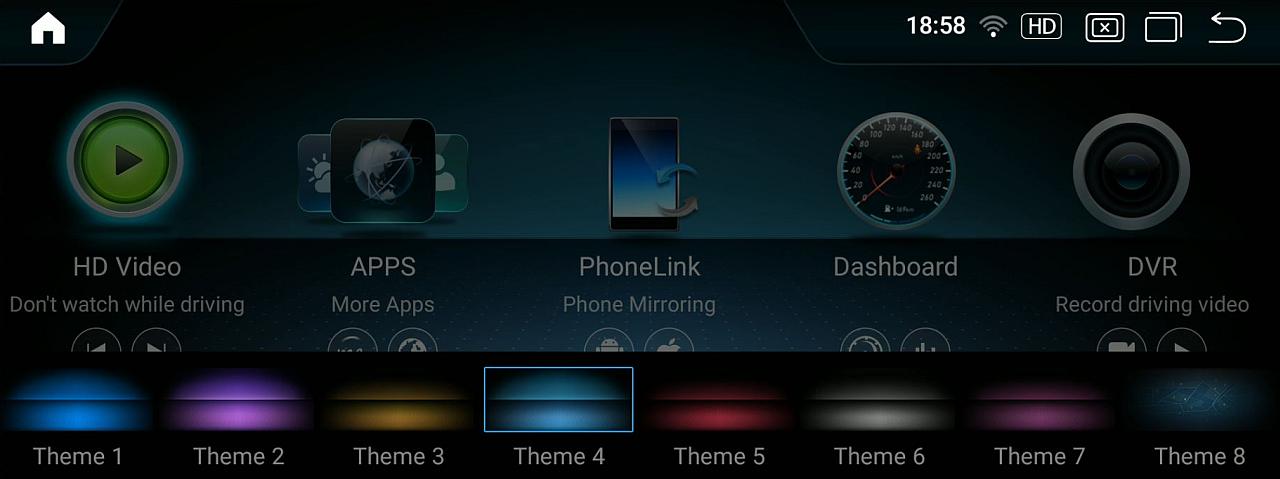 18:58 HD
HD Video
APPS
PhoneLink
Dashboard
DVR
Don't watch while driving
More Apps
Phone Mirroring
Record driving video
Theme 1
Theme 2
Theme 3
Theme 4
Theme 5
Theme 6
Theme 7
Theme 8